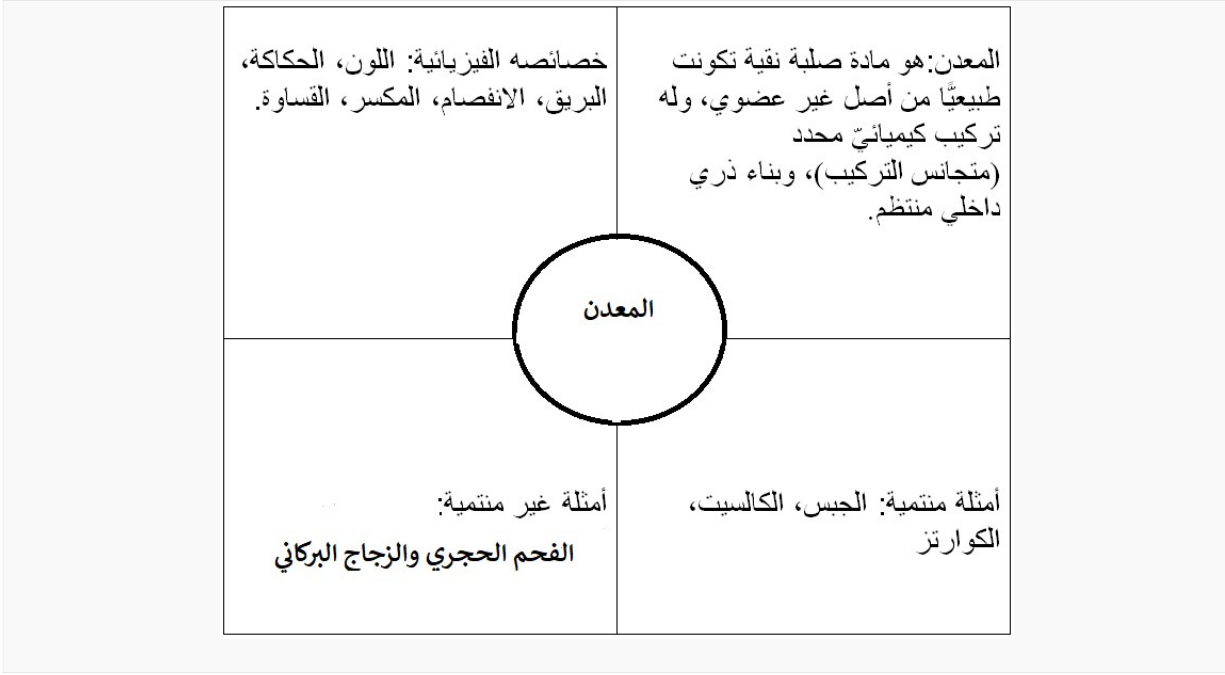 المعدن:هو مادة صلبة نقية تكونت
طبيعيًّا من أصل غير عضوي، وله
تركيب كيميائيّ محدد
(متجانس التركيب)، وبناء ذري
داخلي منتظم.
خصائصه الفيزيائية: اللون، الحكاكة،
البريق، الانفصام، المكسر، القساوة.
المعدن
أمثلة منتمية: الجبس، الكالسيت،
الكوارتز
أمثلة غير منتمية:
الفحم الحجري والزجاج البركاني